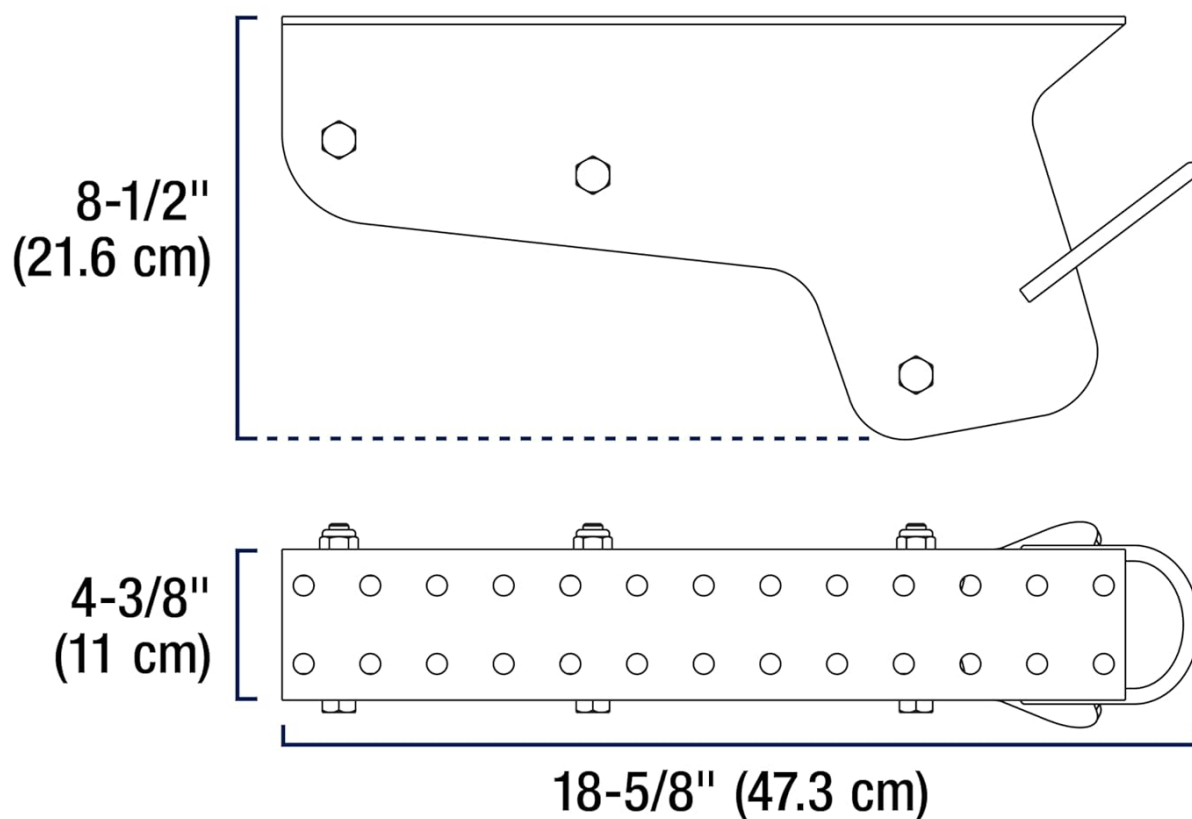 8-1/2"
(21.6 cm)
4-3/8"
(11 cm)
18-5/8" (47.3 cm)